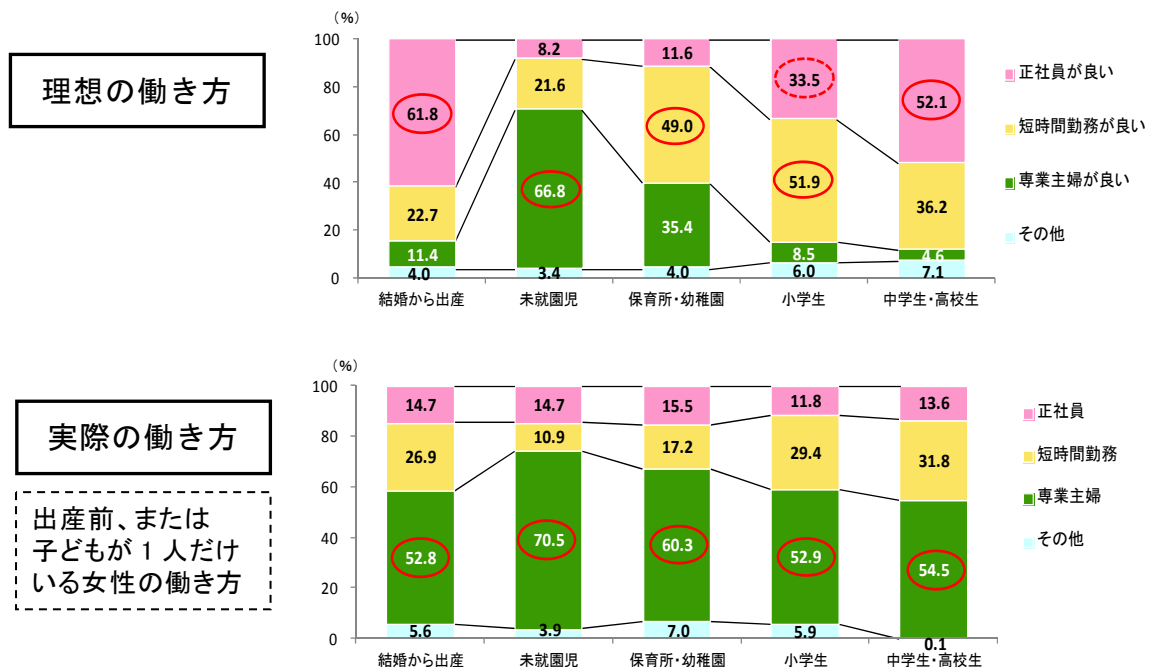 理想の働き方
(%)
100
80
60
40
20
0
61.8
22.7
11.4
4.0
8.2
21.6
66.8
3.4
11.6
49.0
35.4
4.0
33.5
51.9
8.5
6.0
52.1
36.2
4.6
7.1
結婚から出産
未就園児
保育所・幼稚園
小学生
中学生・高校生
正社員が良い
短時間勤務が良い
専業主婦が良い
その他
実際の働き方
出産前、または
子どもが1人だけ
いる女性の働き方
(%)
100
80
60
40
20
0
14.7
26.9
52.8
5.6
14.7
10.9
70.5
3.9
15.5
17.2
60.3
7.0
11.8
29.4
52.9
5.9
13.6
31.8
54.5
0.1
結婚から出産
未就園児
保育所・幼稚園
小学生
中学生・高校生
正社員
短時間勤務
専業主婦
その他